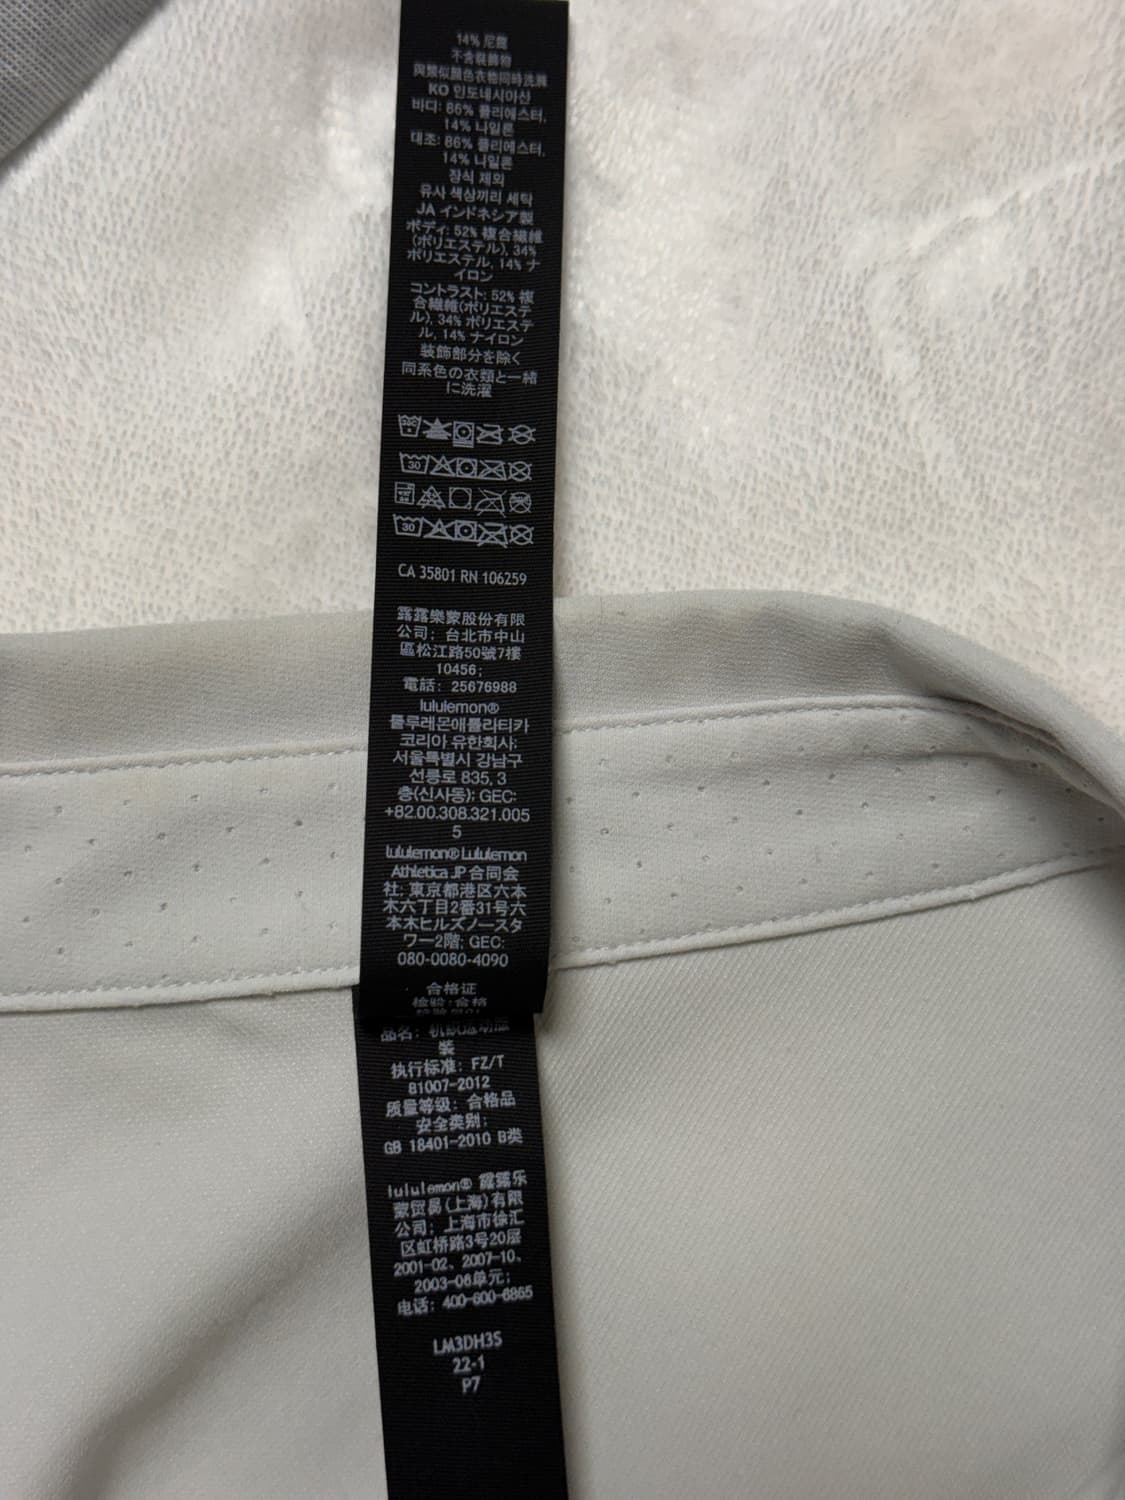 14% 尼龍
不含裝飾物
與類似顏色衣物同時洗滌
KO 인도네시아산
바디: 86% 폴리에스터,
14% 나일론
대조: 86% 폴리에스터,
14% 나일론
장식 제외
유사 색상끼리 세탁
JA インドネシア製
ボディ: 52% 複合繊維
(ポリエステル), 34%
ポリエステル, 14% ナ
イロン
コントラスト: 52% 複
合繊維(ポリエステ
ル), 34% ポリエステ
ル, 14% ナイロン
装飾部分を除く
同系色の衣類と一緒
に洗濯
30
30
CA 35801 RN 106259
露露樂蒙股份有限
公司; 台北市中山
區松江路50號7樓
10456;
電話: 25676988
lululemon®
룰루레몬애틀라티카
코리아 유한회사;
서울특별시 강남구
선릉로 835, 3
층(신사동); GEC:
+82.00.308.321.005
5
lululemon® Lululemon
Athletica JP 合同会
社; 東京都港区六本
木六丁目2番31号六
本木ヒルズノースタ
ワー2階; GEC:
080-0080-4090
合格证
检验:合格
品名: 机织运动服
装
执行标准: FZ/T
81007-2012
质量等级: 合格品
安全类别:
GB 18401-2010 B类
lululemon® 露露乐
蒙贸易(上海)有限
公司; 上海市徐汇
区虹桥路3号20层
2001-02、2007-10、
2003-06单元;
电话: 400-600-6865
LM3DH3S
22-1
P7